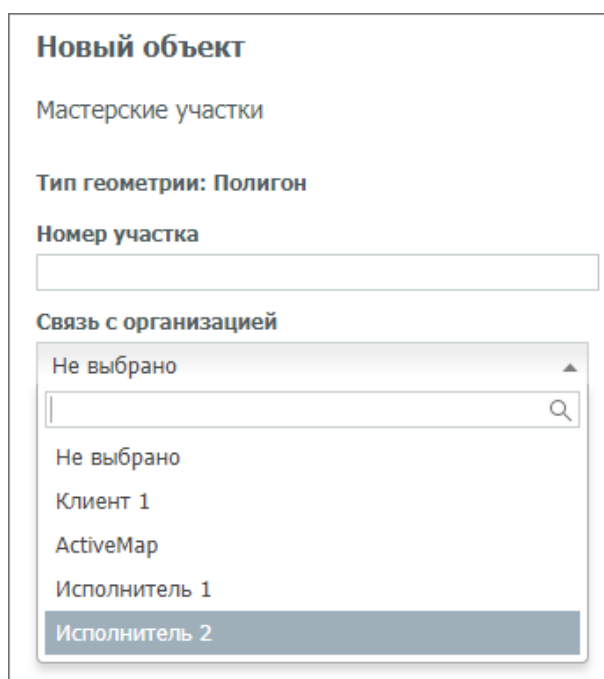 Новый объект
Мастерские участки
Тип геометрии: Полигон
Номер участка
Связь с организацией
Не выбрано
Не выбрано
Клиент 1
ActiveMap
Исполнитель 1
Исполнитель 2